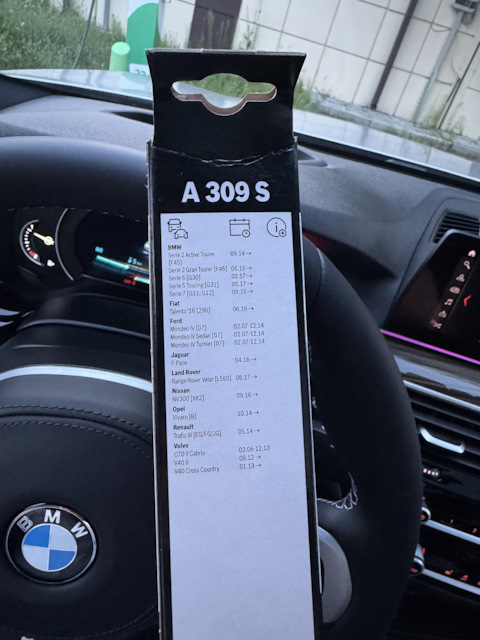 A 309 S
BMW
Serie 2 Active Tourer 09.14→
[F45]
Serie 2 Gran Tourer [F46] 06.15→
Serie 5 [G30] 02.17→
Serie 5 Touring [G31] 06.17→
Serie 7 [G11, G12] 09.15→
Fiat
Talento '16 [296] 06.16→
Ford
Mondeo IV [07] 02.07-12.14
Mondeo IV Sedan [07] 02.07-12.14
Mondeo IV Turnier [07] 02.07-12.14
Jaguar
F-Pace 04.16→
Land Rover
Range Rover Velar [L560] 08.17→
Nissan
NV300 [X82] 09.16→
Opel
Vivaro [B] 10.14→
Renault
Trafic III [EG/FG/JG] 05.14→
Volvo
C70 II Cabrio 03.06-12.13
V40 II 09.12→
V40 Cross Country 01.13→
BMW